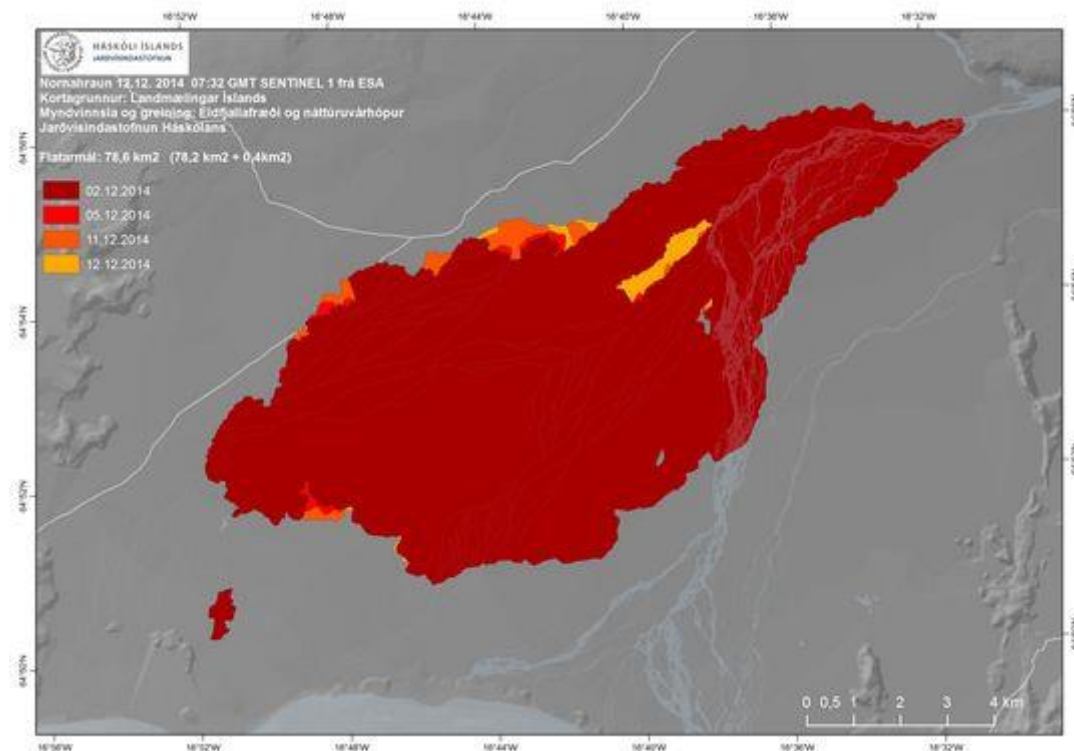 16°52'W 16°48'W 16°44'W 16°40'W 16°36'W 16°32'W
HÁSKÓLI ÍSLANDS
JARÐVÍSINDASTOFNUN
Nornahraun 12.12. 2014 07:32 GMT SENTINEL 1 frá ESA
Kortagrunnur: Landmælingar Íslands
Myndvinnsla og greining: Eldfjallafræði og náttúruvárhópur
Jarðvísindastofnun Háskólans
Flatarmál: 78,6 km2 (78,2 km2 + 0,4km2)
02.12.2014
05.12.2014
11.12.2014
12.12.2014
64°56'N
64°54'N
64°52'N
64°50'N
0 0,5 1 2 3 4 km
16°56'W 16°52'W 16°48'W 16°44'W 16°40'W 16°36'W 16°32'W